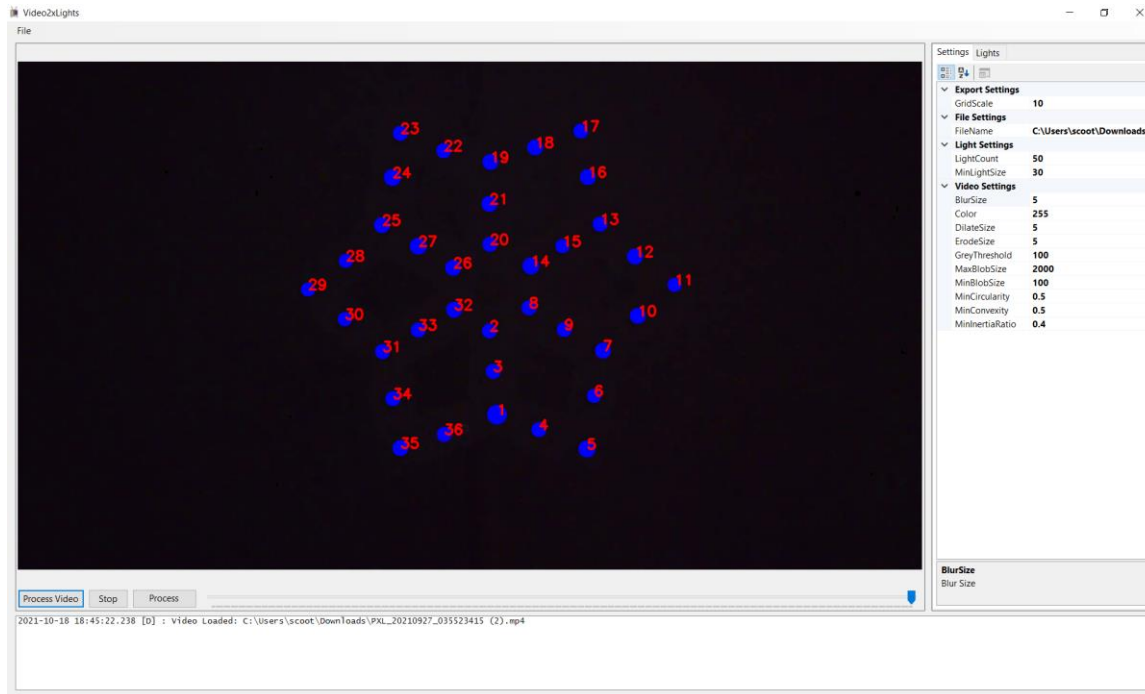 Video2xLights
File
23
22
19
18
17
24
16
21
25
13
27
20
15
28
26
14
12
29
11
30
32
8
10
33
2
9
31
7
3
34
6
1
35
36
4
5
Settings Lights
Export Settings
GridScale 10
File Settings
FileName C:\Users\scoot\Downloads
Light Settings
LightCount 50
MinLightSize 30
Video Settings
BlurSize 5
Color 255
DilateSize 5
ErodeSize 5
GreyThreshold 100
MaxBlobSize 2000
MinBlobSize 100
MinCircularity 0.5
MinConvexity 0.5
MinInertiaRatio 0.4
BlurSize
Blur Size
Process Video Stop Process
2021-10-18 18:45:22.238 [D] : Video Loaded: C:\Users\scoot\Downloads\PXL_20210927_035523415 (2).mp4